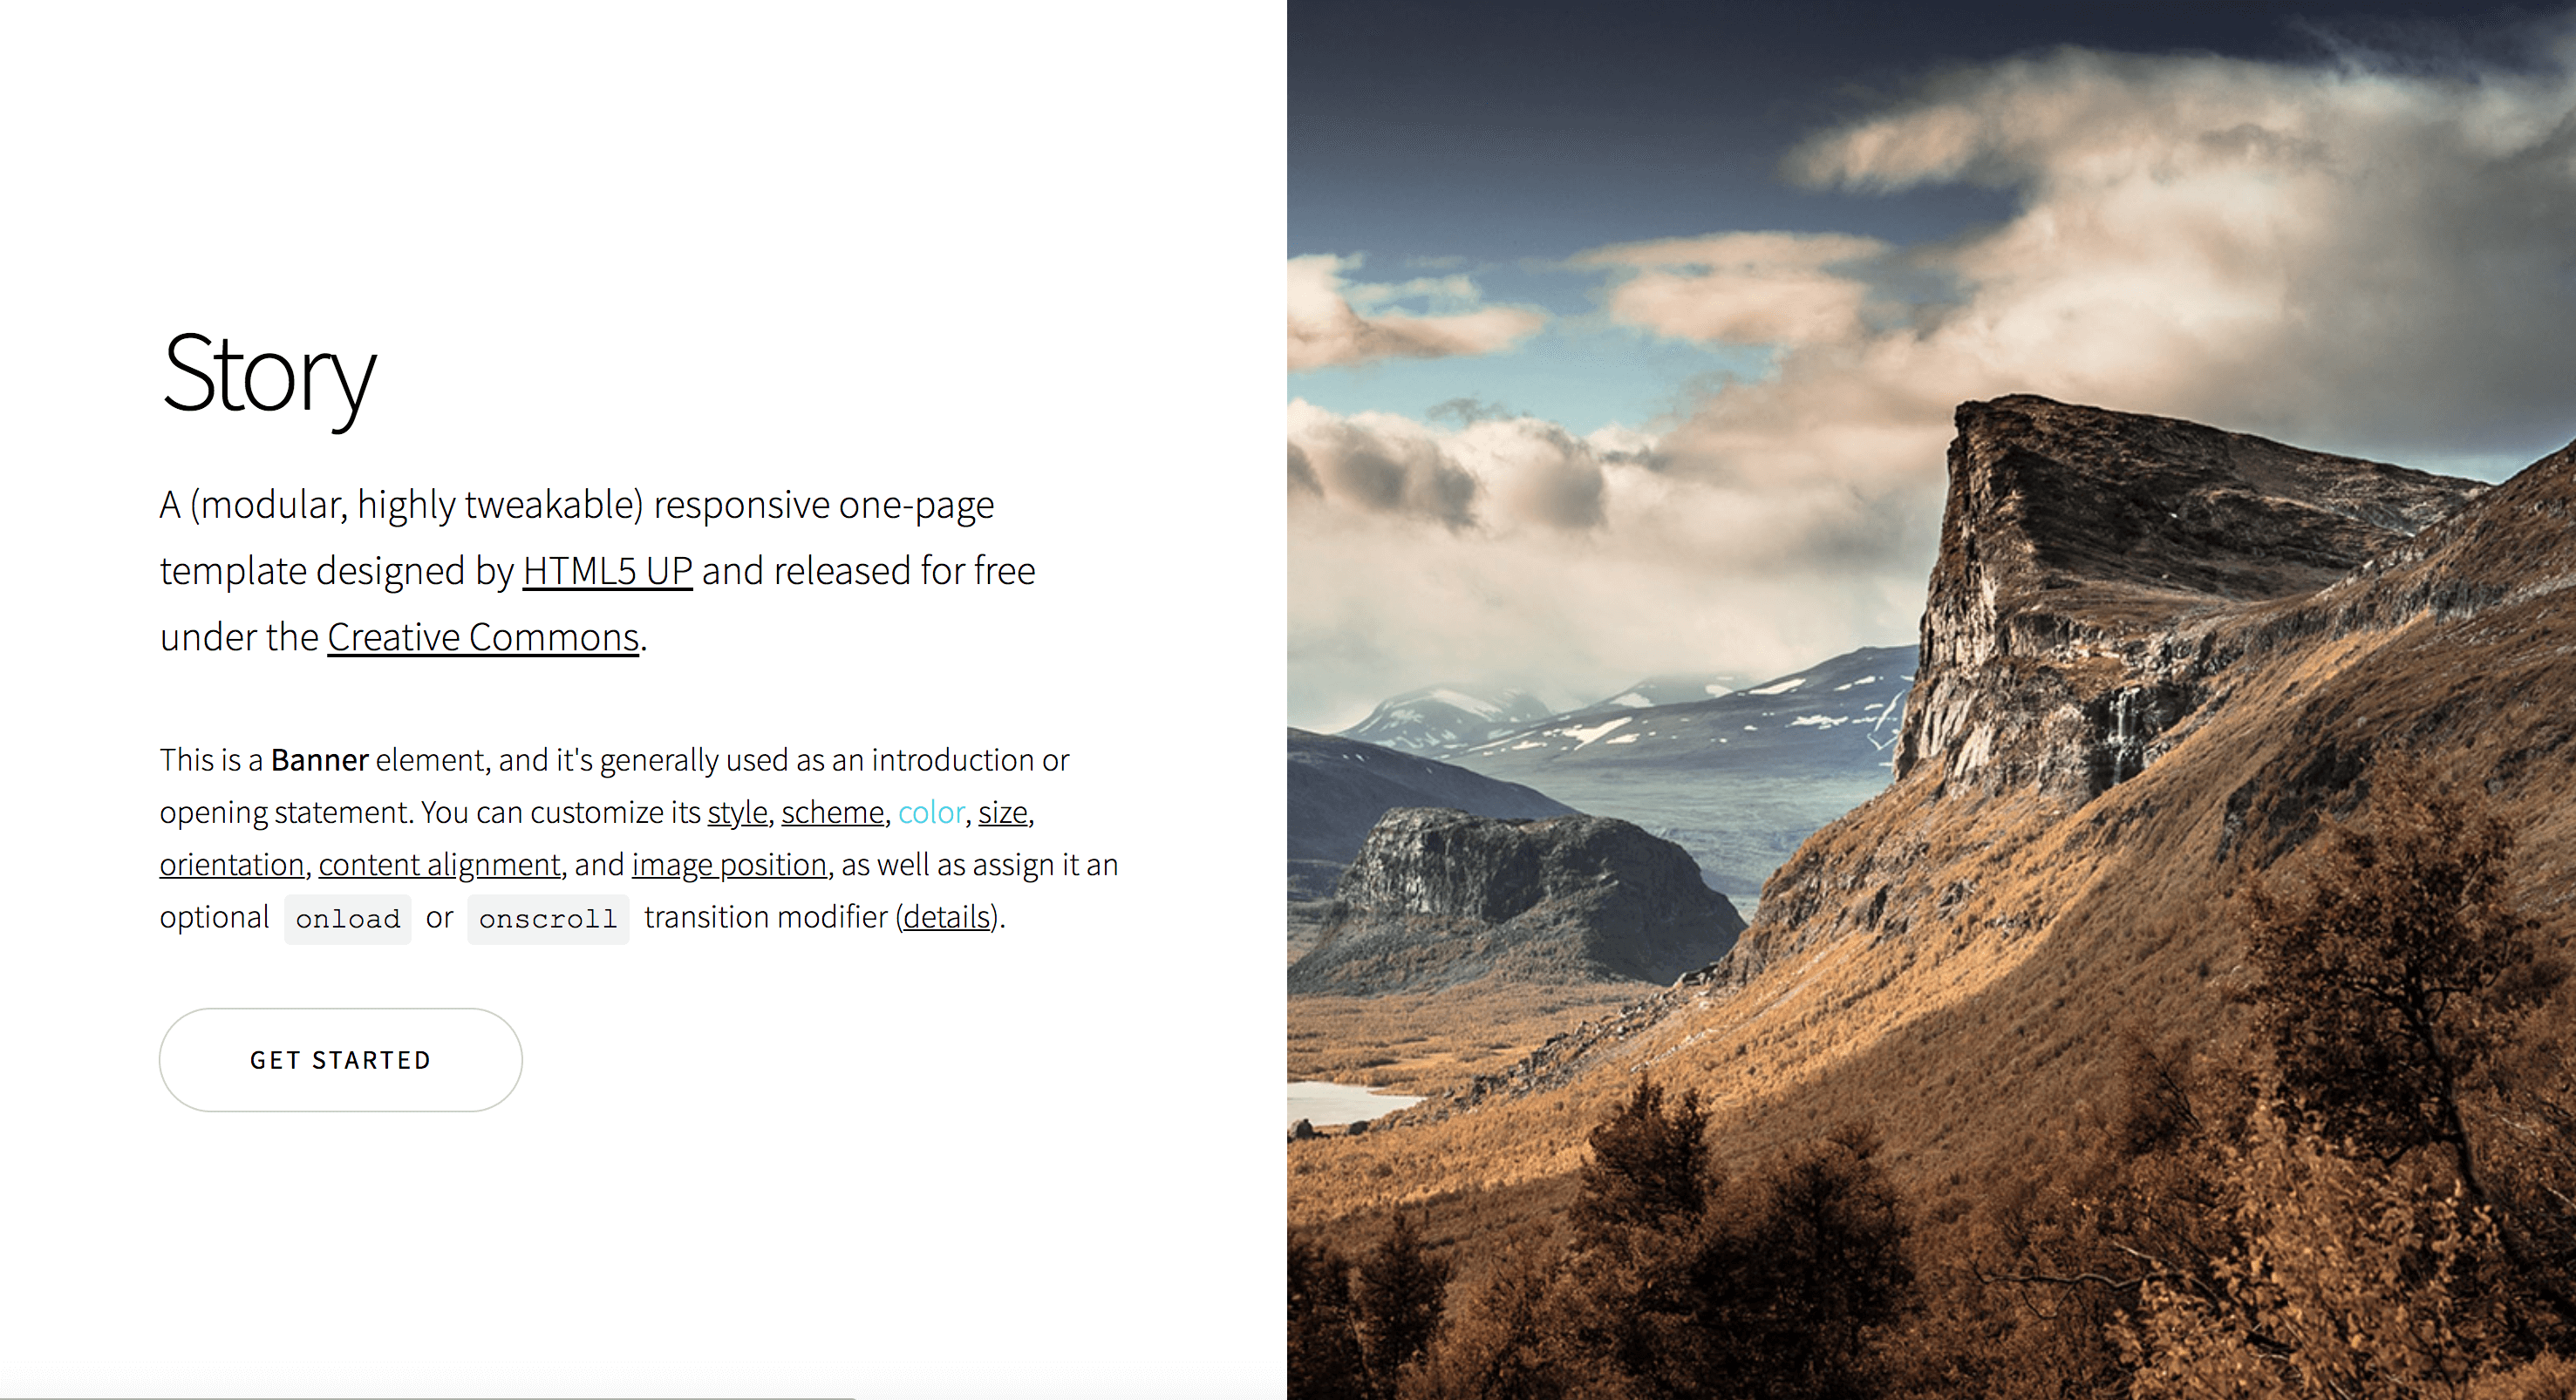 Story
A (modular, highly tweakable) responsive one-page
template designed by HTML5 UP and released for free
under the Creative Commons.
This is a Banner element, and it's generally used as an introduction or
opening statement. You can customize its style, scheme, color, size,
orientation, content alignment, and image position, as well as assign it an
optional onload or onscroll transition modifier (details).
GET STARTED